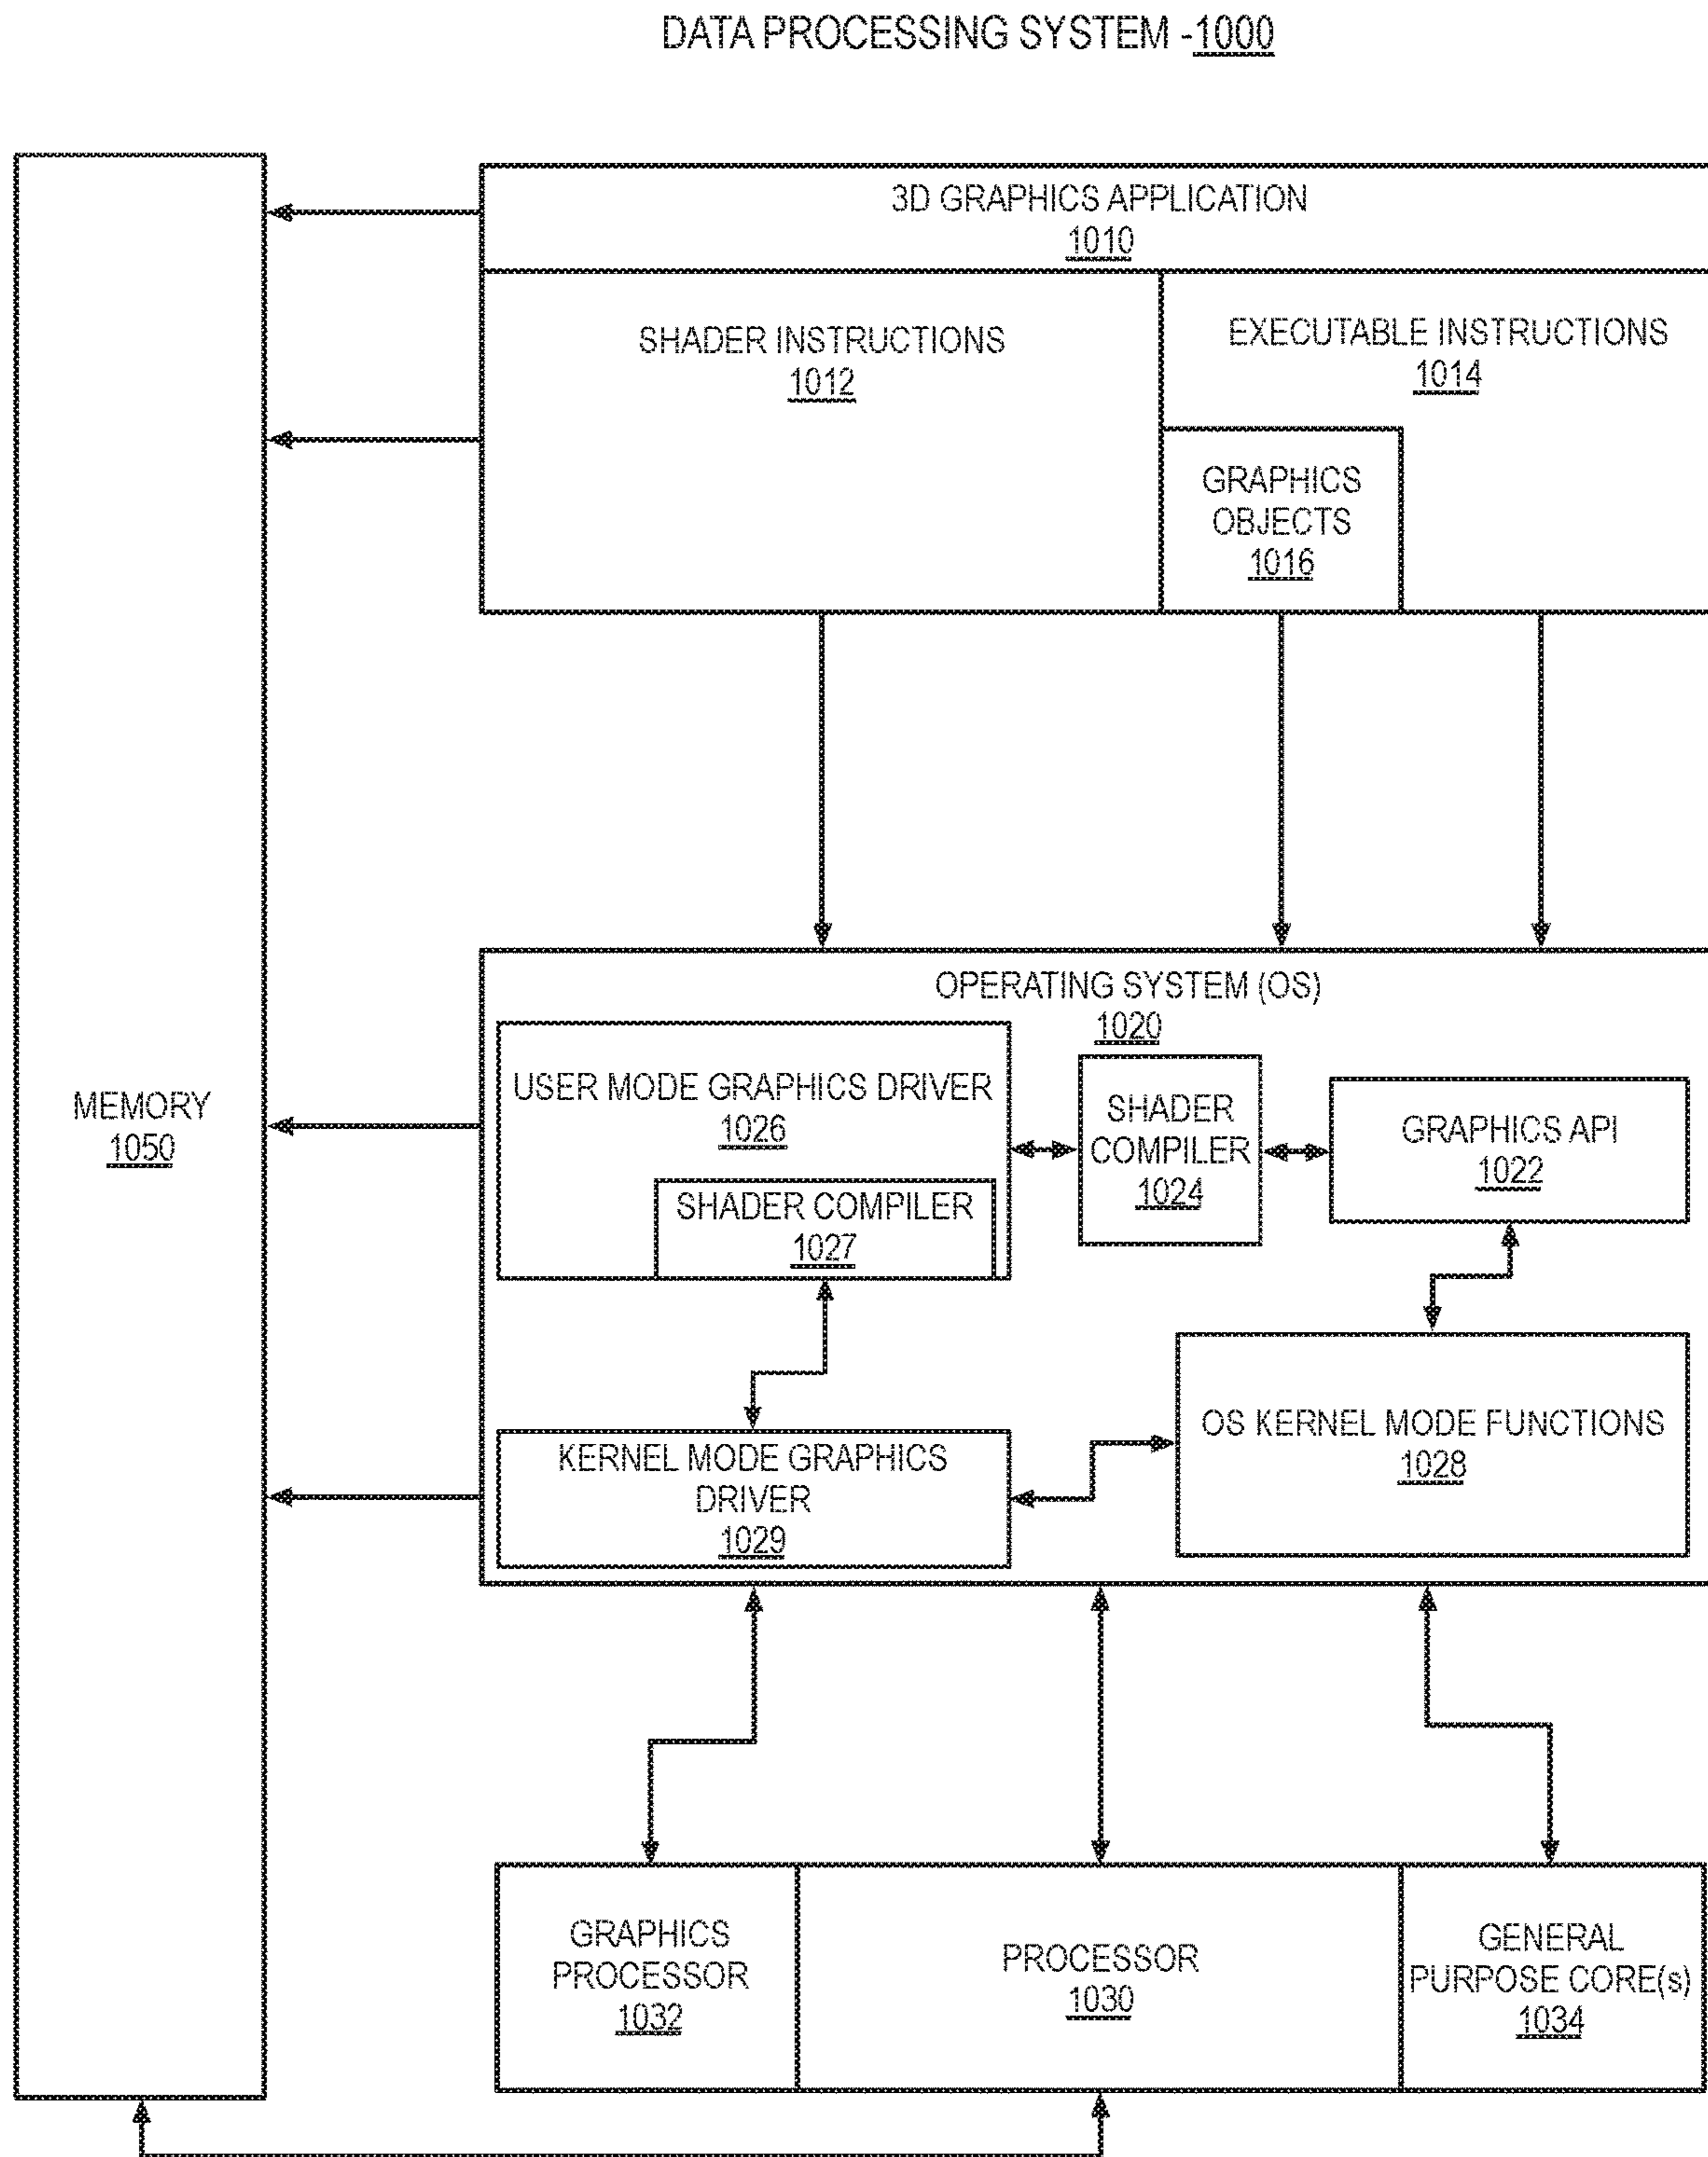 DATA PROCESSING SYSTEM -1000
3D GRAPHICS APPLICATION
1010
SHADER INSTRUCTIONS
1012
EXECUTABLE INSTRUCTIONS
1014
GRAPHICS
OBJECTS
1016
OPERATING SYSTEM (OS)
1020
USER MODE GRAPHICS DRIVER
1026
SHADER COMPILER
1027
SHADER
COMPILER
1024
GRAPHICS API
1022
MEMORY
1050
KERNEL MODE GRAPHICS
DRIVER
1029
OS KERNEL MODE FUNCTIONS
1028
GRAPHICS
PROCESSOR
1032
PROCESSOR
1030
GENERAL
PURPOSE CORE(s)
1034